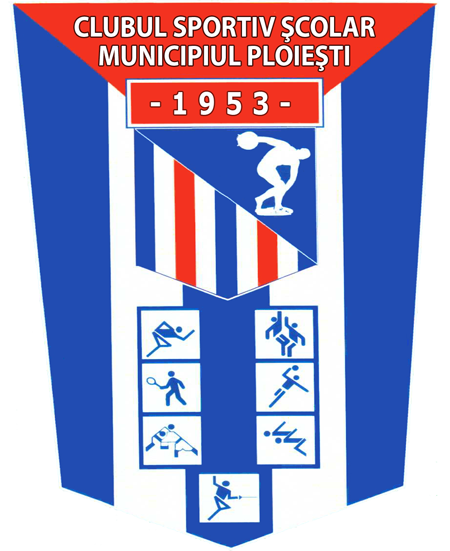 CLUBUL SPORTIV ŞCOLAR
MUNICIPIUL PLOIEŞTI
- 1 9 5 3 -